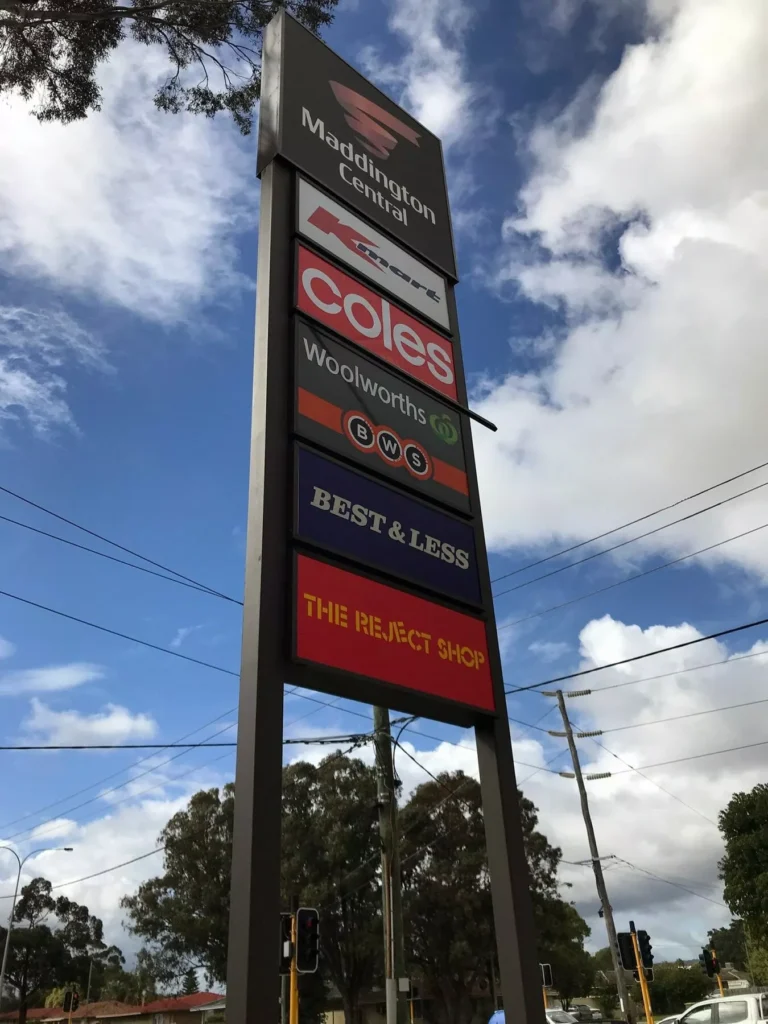 Maddington
Central
Kmart
coles
Woolworths
BWS
BEST & LESS
THE REJECT SHOP